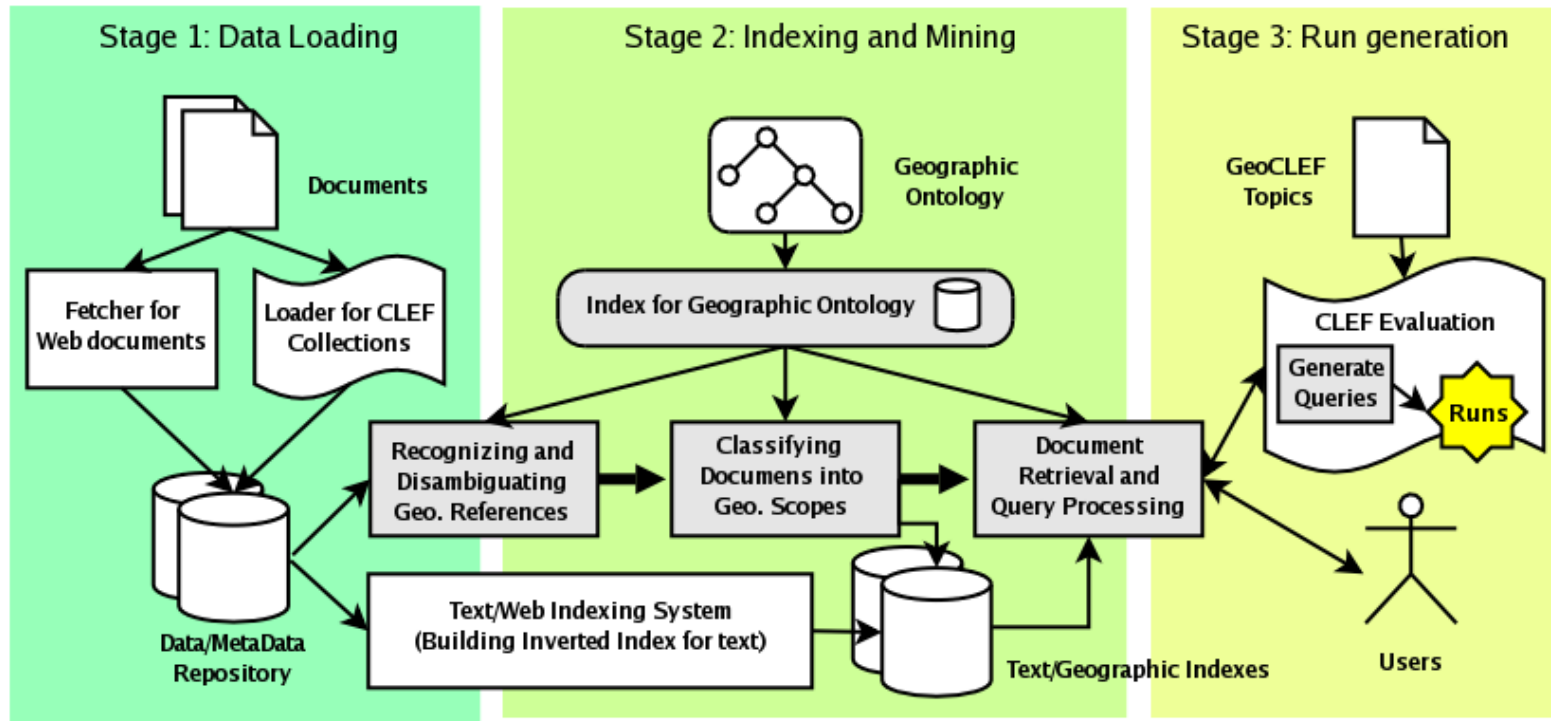 Stage 1: Data Loading
Stage 2: Indexing and Mining
Stage 3: Run generation
Documents
Geographic
Ontology
GeoCLEF
Topics
Fetcher for
Web documents
Loader for CLEF
Collections
Index for Geographic Ontology
CLEF Evaluation
Generate
Queries
Runs
Recognizing and
Disambiguating
Geo. References
Classifying
Documens into
Geo. Scopes
Document
Retrieval and
Query Processing
Text/Web Indexing System
(Building Inverted Index for text)
Data/MetaData
Repository
Text/Geographic Indexes
Users